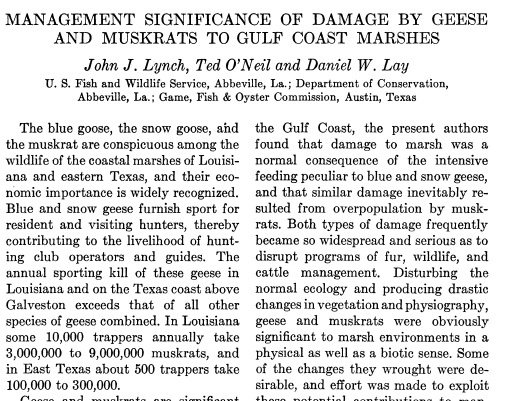 MANAGEMENT SIGNIFICANCE OF DAMAGE BY GEESE
AND MUSKRATS TO GULF COAST MARSHES
John J. Lynch, Ted O'Neil and Daniel W. Lay
U. S. Fish and Wildlife Service, Abbeville, La.; Department of Conservation,
Abbeville, La.; Game, Fish & Oyster Commission, Austin, Texas
The blue goose, the snow goose, and
the muskrat are conspicuous among the
wildlife of the coastal marshes of Louisi-
ana and eastern Texas, and their eco-
nomic importance is widely recognized.
Blue and snow geese furnish sport for
resident and visiting hunters, thereby
contributing to the livelihood of hunt-
ing club operators and guides. The
annual sporting kill of these geese in
Louisiana and on the Texas coast above
Galveston exceeds that of all other
species of geese combined. In Louisiana
some 10,000 trappers annually take
3,000,000 to 9,000,000 muskrats, and
in East Texas about 500 trappers take
100,000 to 300,000.
Geese and muskrats are significant
the Gulf Coast, the present authors
found that damage to marsh was a
normal consequence of the intensive
feeding peculiar to blue and snow geese,
and that similar damage inevitably re-
sulted from overpopulation by musk-
rats. Both types of damage frequently
became so widespread and serious as to
disrupt programs of fur, wildlife, and
cattle management. Disturbing the
normal ecology and producing drastic
changes in vegetation and physiography,
geese and muskrats were obviously
significant to marsh environments in a
physical as well as a biotic sense. Some
of the changes they wrought were de-
sirable, and effort was made to exploit
these potential contributions to man-